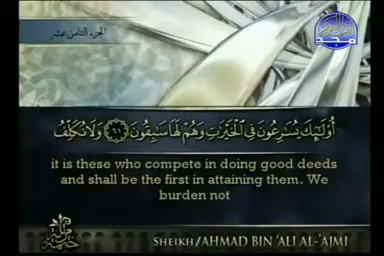 الجزء الثامن عشر
أُولَٰئِكَ يُسَارِعُونَ فِي الْخَيْرَاتِ وَهُمْ لَهَا سَابِقُونَ ٦١ وَلَا نُكَلِّفُ
it is these who compete in doing good deeds
and shall be the first in attaining them. We
burden not
SHEIKH/AHMAD BIN 'ALI AL-'AJMI